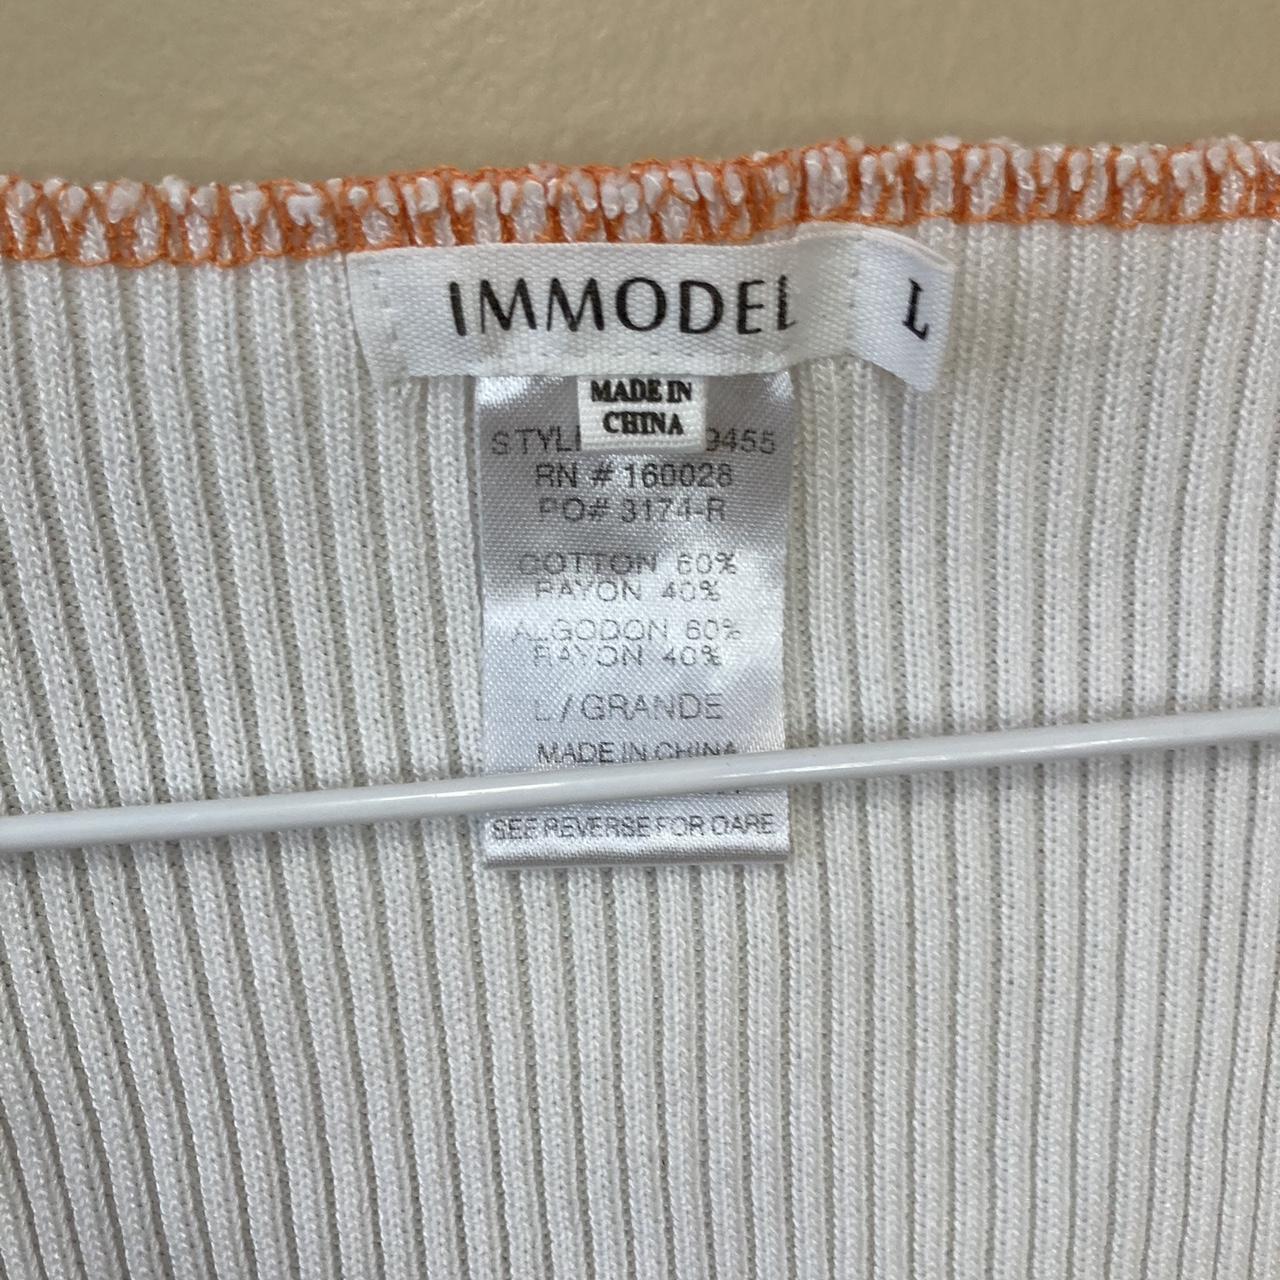 IMMODEL
L
MADE IN
CHINA
9455
RN # 160028
PO# 3174-R
COTTON 60%
RAYON 40%
ALGODON 60%
RAYON 40%
L / GRANDE
MADE IN CHINA
SEE REVERSE FOR CARE